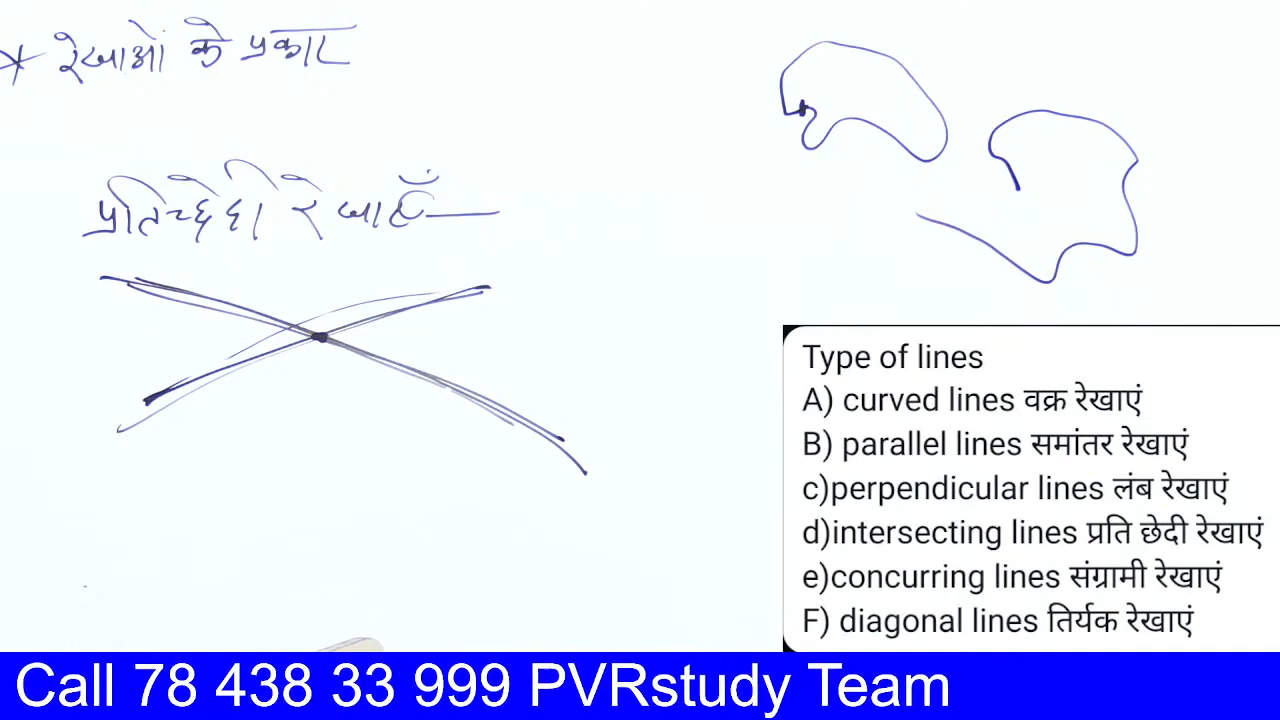 * रेखाओं के प्रकार
प्रतिच्छेदी रेखाएँ
Type of lines
A) curved lines वक्र रेखाएं
B) parallel lines समांतर रेखाएं
c)perpendicular lines लंब रेखाएं
d)intersecting lines प्रति छेदी रेखाएं
e)concurring lines संग्रामी रेखाएं
F) diagonal lines तिर्यक रेखाएं
Call 78 438 33 999 PVRstudy Team